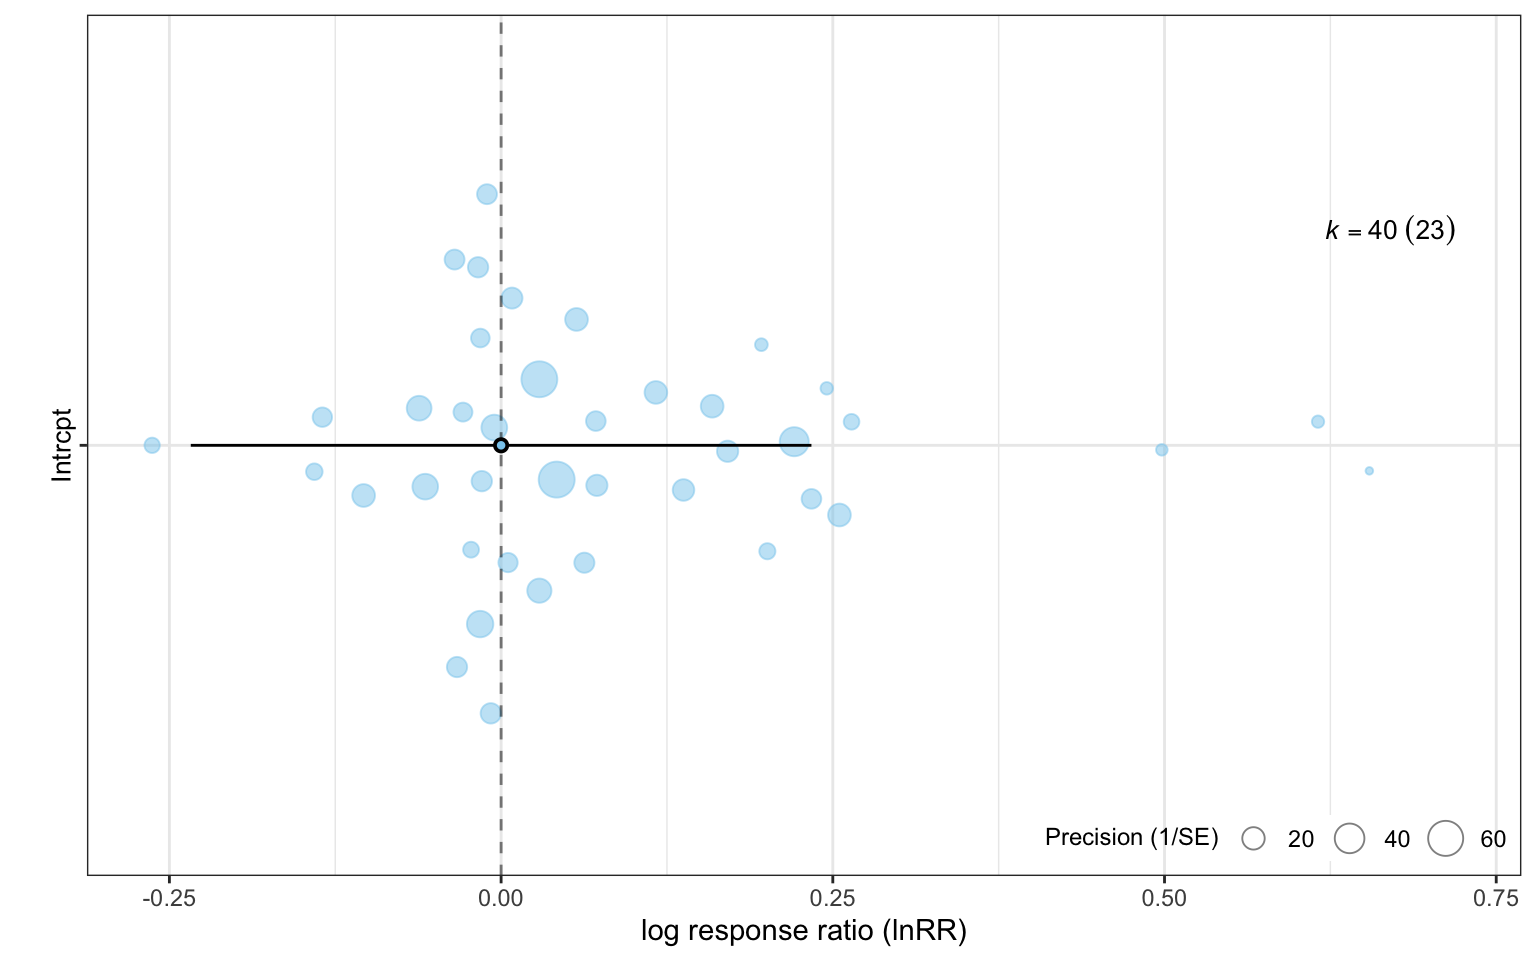 k = 40 (23)
Intrcpt
Precision (1/SE) 20 40 60
-0.25 0.00 0.25 0.50 0.75
log response ratio (lnRR)